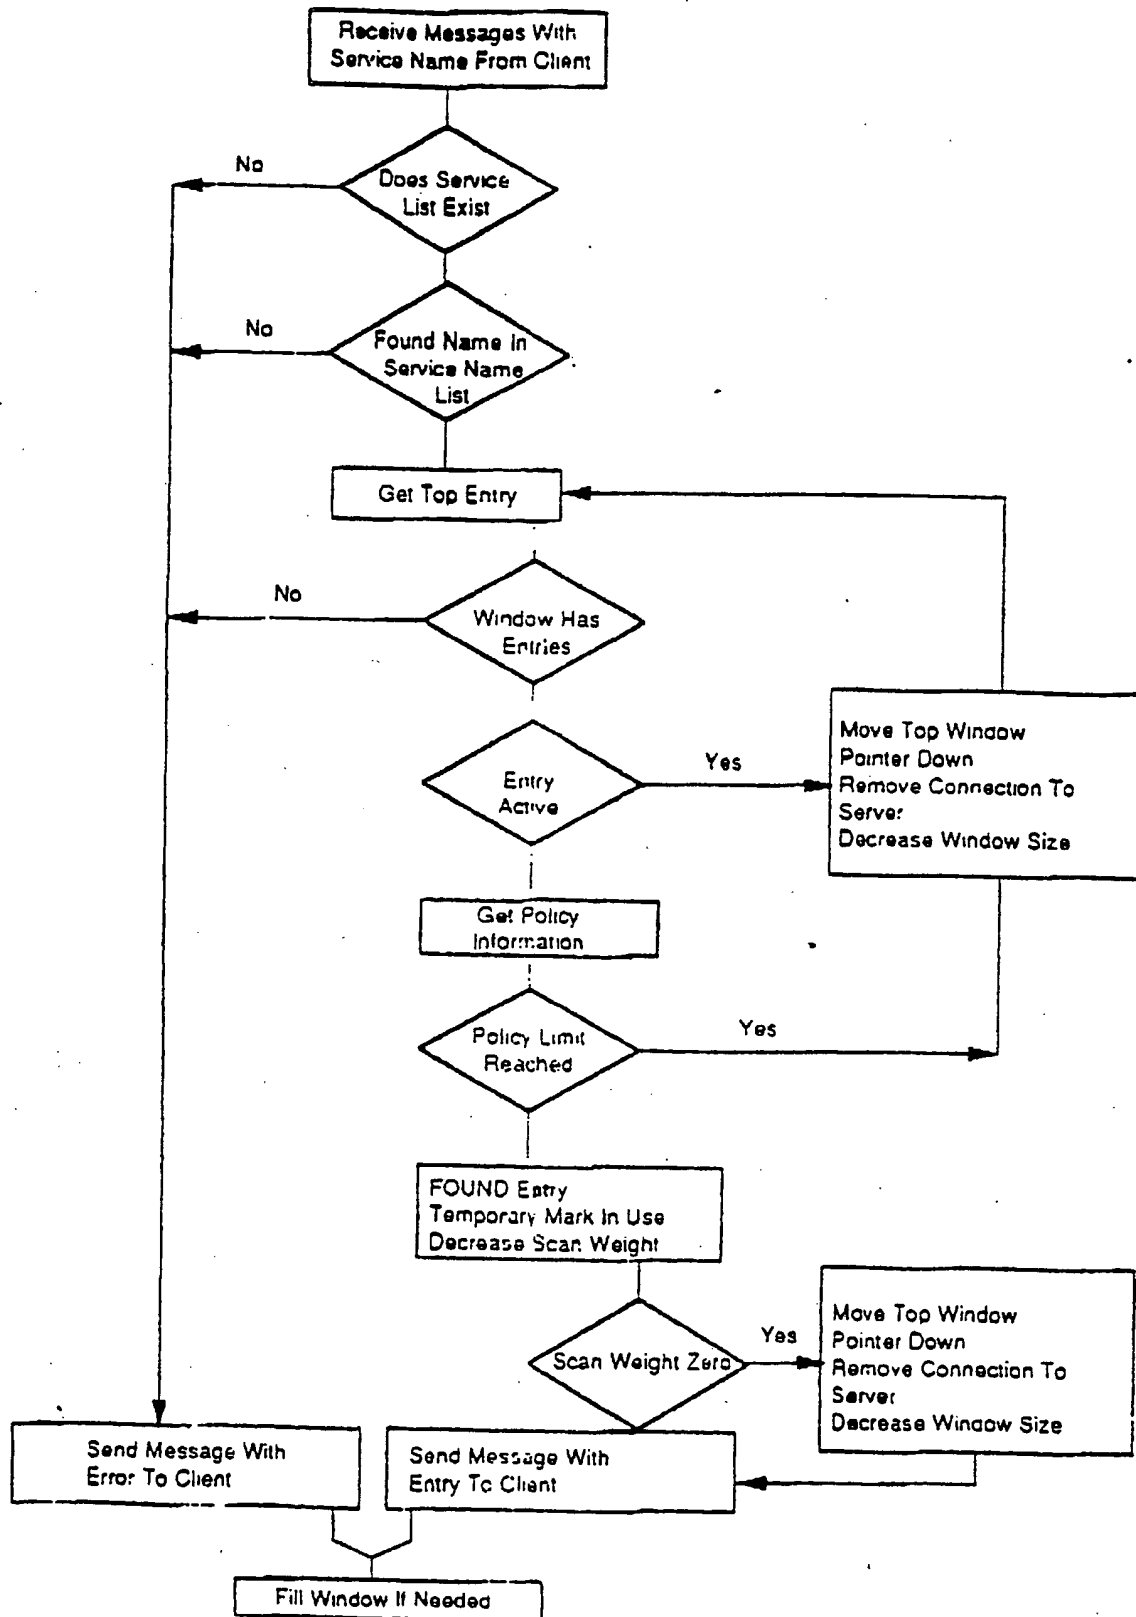 Receive Messages With
Service Name From Client
No
Does Service
List Exist
No
Found Name In
Service Name
List
Get Top Entry
No
Window Has
Entries
Move Top Window
Pointer Down
Remove Connection To
Server
Decrease Window Size
Yes
Entry
Active
Get Policy
Information
Policy Limit
Reached
Yes
FOUND Entry
Temporary Mark In Use
Decrease Scan Weight
Scan Weight Zero
Yes
Move Top Window
Pointer Down
Remove Connection To
Server
Decrease Window Size
Send Message With
Error To Client
Send Message With
Entry To Client
Fill Window If Needed